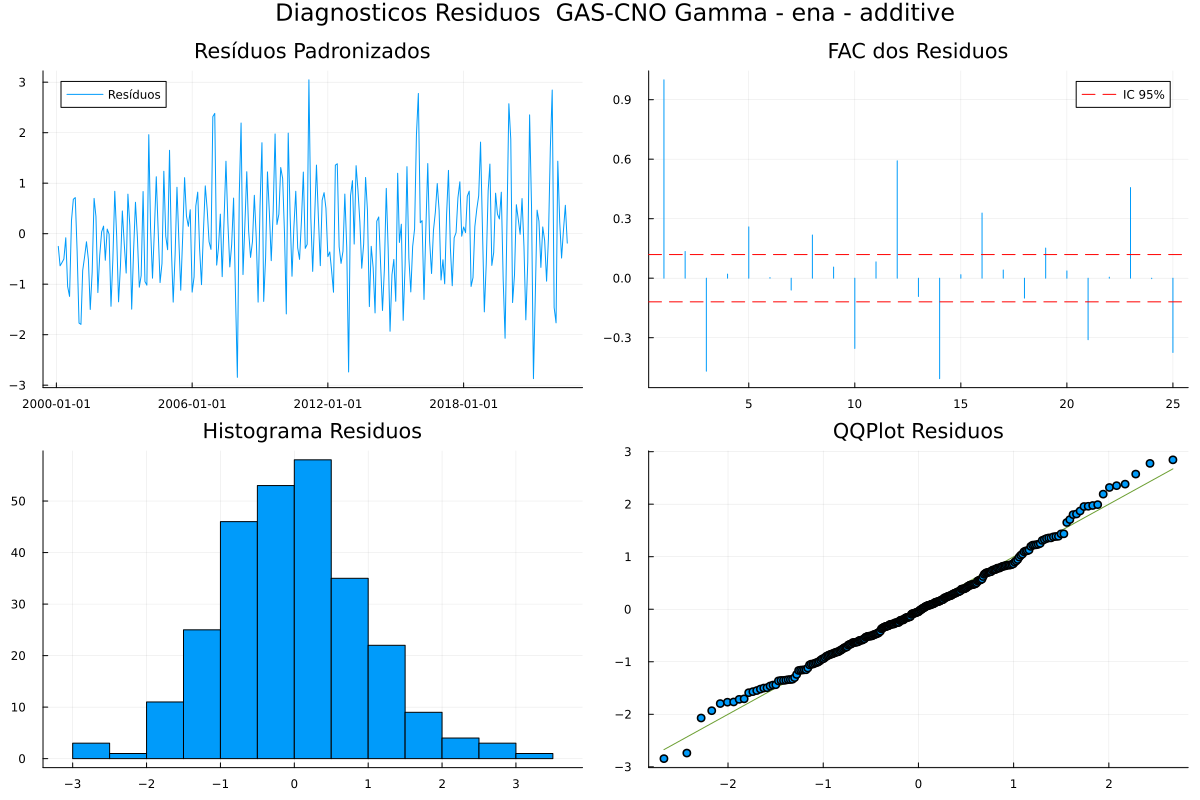 Diagnosticos Residuos  GAS-CNO Gamma - ena - additive
Resíduos Padronizados
Resíduos
3
2
1
0
−1
−2
−3
2000-01-01 2006-01-01 2012-01-01 2018-01-01
FAC dos Residuos
IC 95%
0.9
0.6
0.3
0.0
−0.3
5 10 15 20 25
Histograma Residuos
50
40
30
20
10
0
−3 −2 −1 0 1 2 3
QQPlot Residuos
3
2
1
0
−1
−2
−3
−2 −1 0 1 2